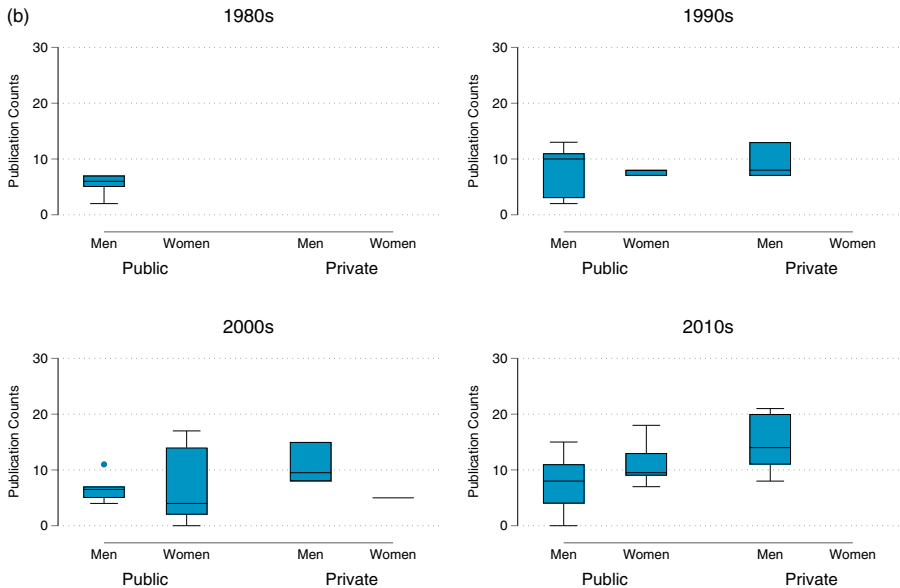 (b)
1980s
Publication Counts
30
20
10
0
Men Women Men Women
Public Private
1990s
Publication Counts
30
20
10
0
Men Women Men Women
Public Private
2000s
Publication Counts
30
20
10
0
Men Women Men Women
Public Private
2010s
Publication Counts
30
20
10
0
Men Women Men Women
Public Private